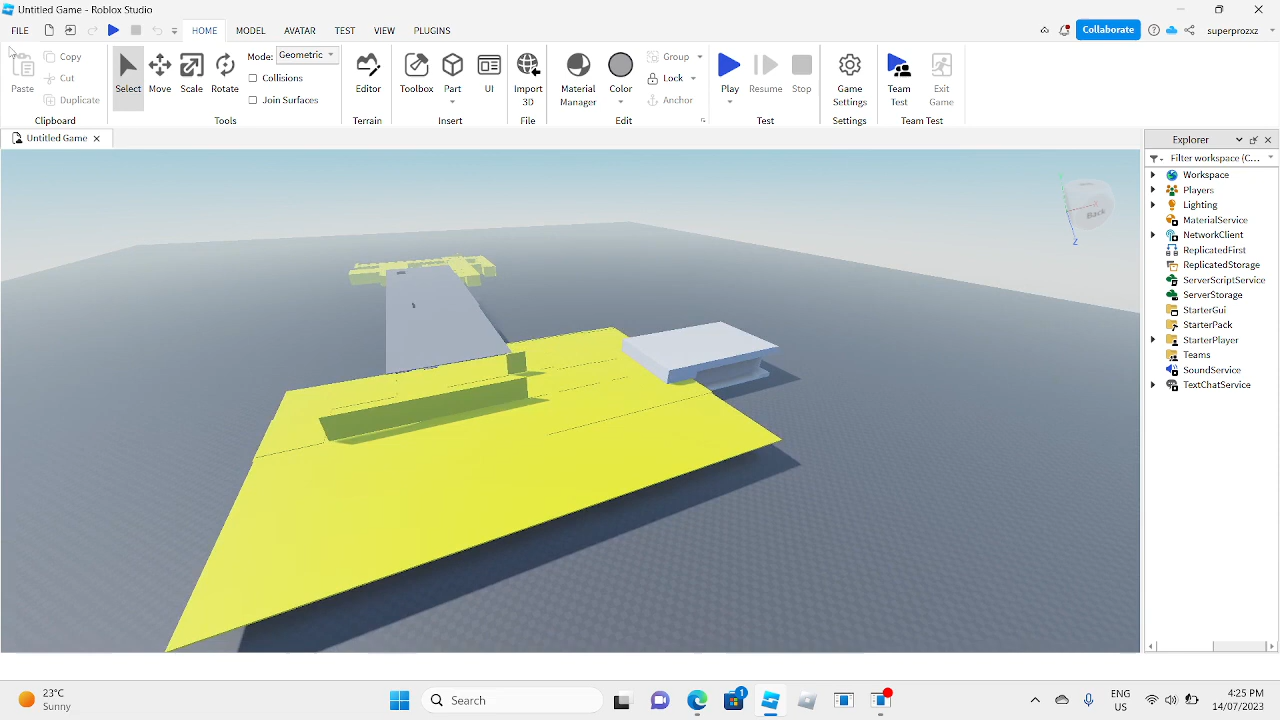 Untitled Game - Roblox Studio
FILE HOME MODEL AVATAR TEST VIEW PLUGINS Collaborate superprozxz
Paste Copy Cut Duplicate Clipboard
Select Move Scale Rotate Mode: Geometric Collisions Join Surfaces Tools
Editor Terrain
Toolbox Part UI Insert
Import 3D File
Material Manager Color Group Lock Anchor Edit
Play Resume Stop Test
Game Settings Settings
Team Test Exit Game Team Test
Untitled Game
Back
Z
Explorer
Filter workspace (C...
Workspace
Players
Lighting
MaterialService
NetworkClient
ReplicatedFirst
ReplicatedStorage
ServerScriptService
ServerStorage
StarterGui
StarterPack
StarterPlayer
Teams
SoundService
TextChatService
23°C
Sunny
Search
1
ENG
US
4:25 PM
14/07/2023